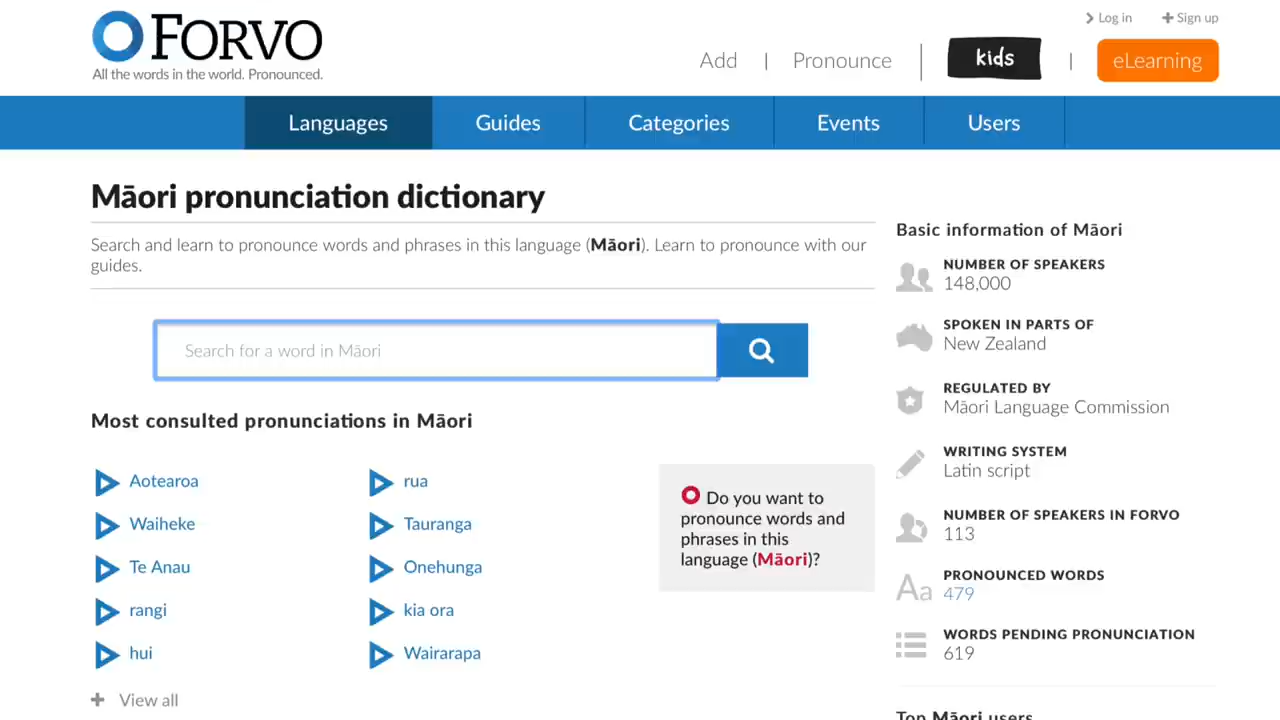 FORVO
All the words in the world. Pronounced.
Log in
Sign up
Add | Pronounce
kids
|
eLearning
Languages
Guides
Categories
Events
Users
Māori pronunciation dictionary
Search and learn to pronounce words and phrases in this language (Māori). Learn to pronounce with our
guides.
Search for a word in Māori
Most consulted pronunciations in Māori
Aotearoa
Waiheke
Te Anau
rangi
hui
rua
Tauranga
Onehunga
kia ora
Wairarapa
+ View all
Do you want to
pronounce words and
phrases in this
language (Māori)?
Basic information of Māori
NUMBER OF SPEAKERS
148,000
SPOKEN IN PARTS OF
New Zealand
REGULATED BY
Māori Language Commission
WRITING SYSTEM
Latin script
NUMBER OF SPEAKERS IN FORVO
113
Aa
PRONOUNCED WORDS
479
WORDS PENDING PRONUNCIATION
619
Top Māori users